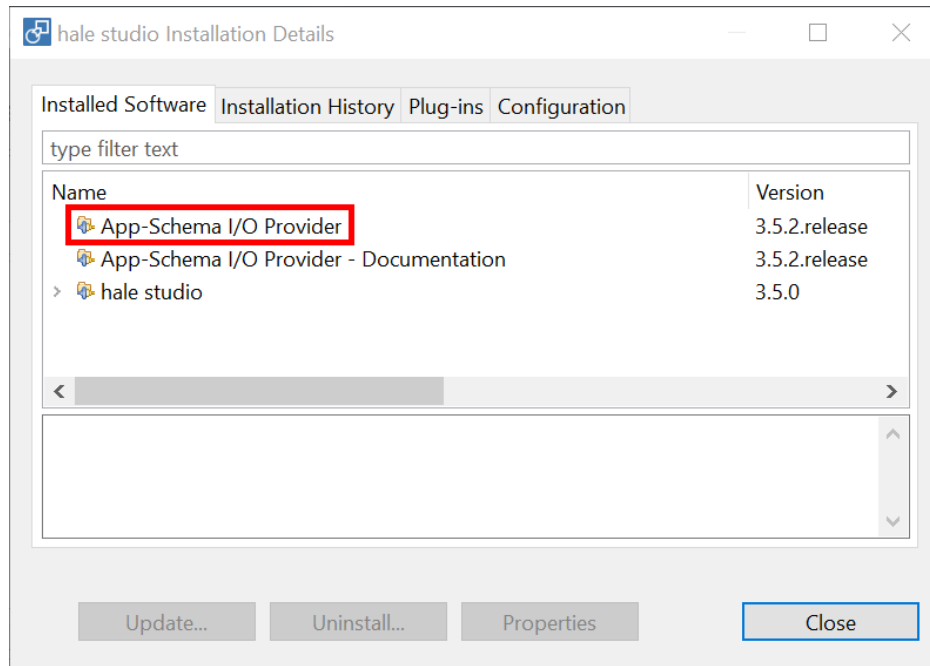 hale studio Installation Details
Installed Software Installation History Plug-ins Configuration
type filter text
Name Version
App-Schema I/O Provider 3.5.2.release
App-Schema I/O Provider - Documentation 3.5.2.release
hale studio 3.5.0
Update... Uninstall... Properties Close